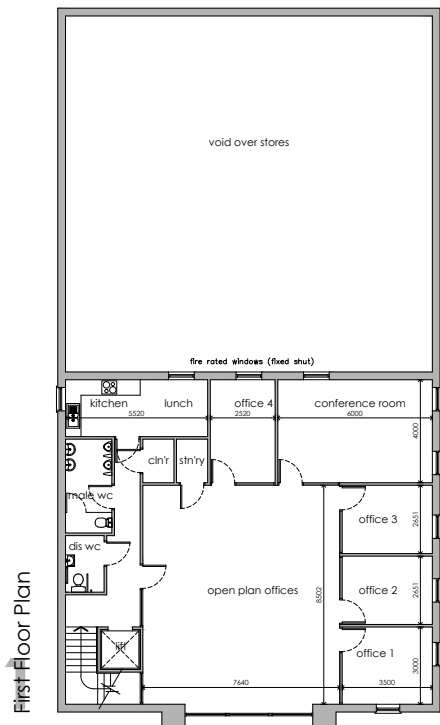 void over stores
fire rated windows (fixed shut)
kitchen
lunch
office 4
conference room
5520
2520
6000
4000
cln'r
stn'ry
male wc
office 3
2651
dis wc
open plan offices
8502
office 2
2651
lift
office 1
3000
7640
3500
First Floor Plan